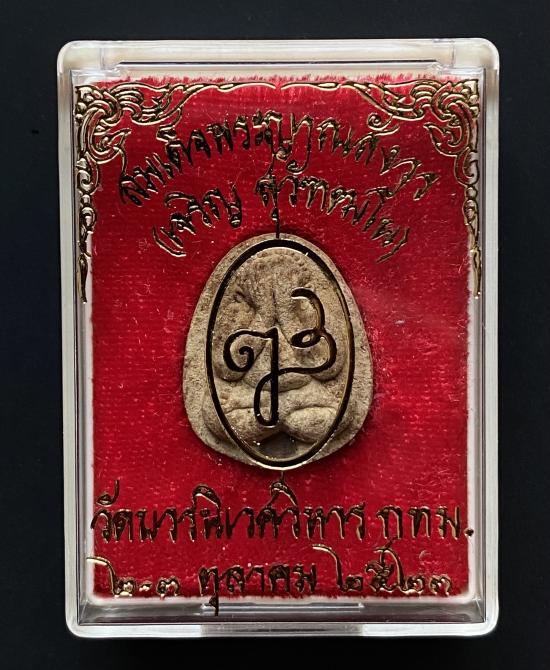 สมเด็จพระญาณสังวร
(เจริญ สุวัฑฒโน)
วัดบวรนิเวศวิหาร กทม.
๒-๓ ตุลาคม ๒๕๒๓